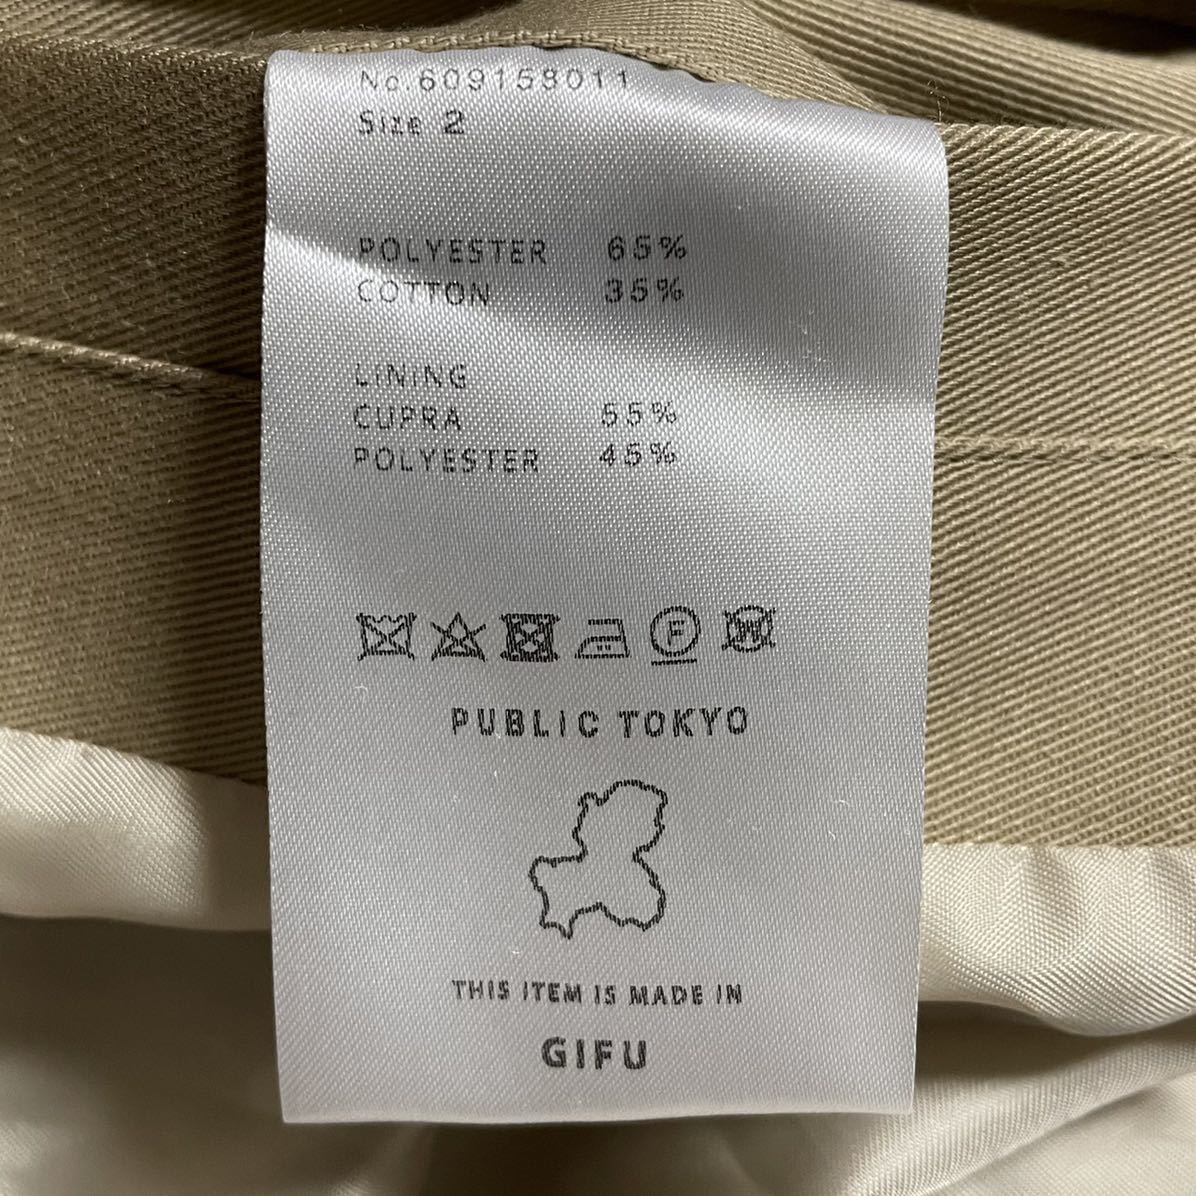 No.609158011
Size 2
POLYESTER 65%
COTTON 35%
LINING
CUPRA 55%
POLYESTER 45%
F W
PUBLIC TOKYO
THIS ITEM IS MADE IN
GIFU